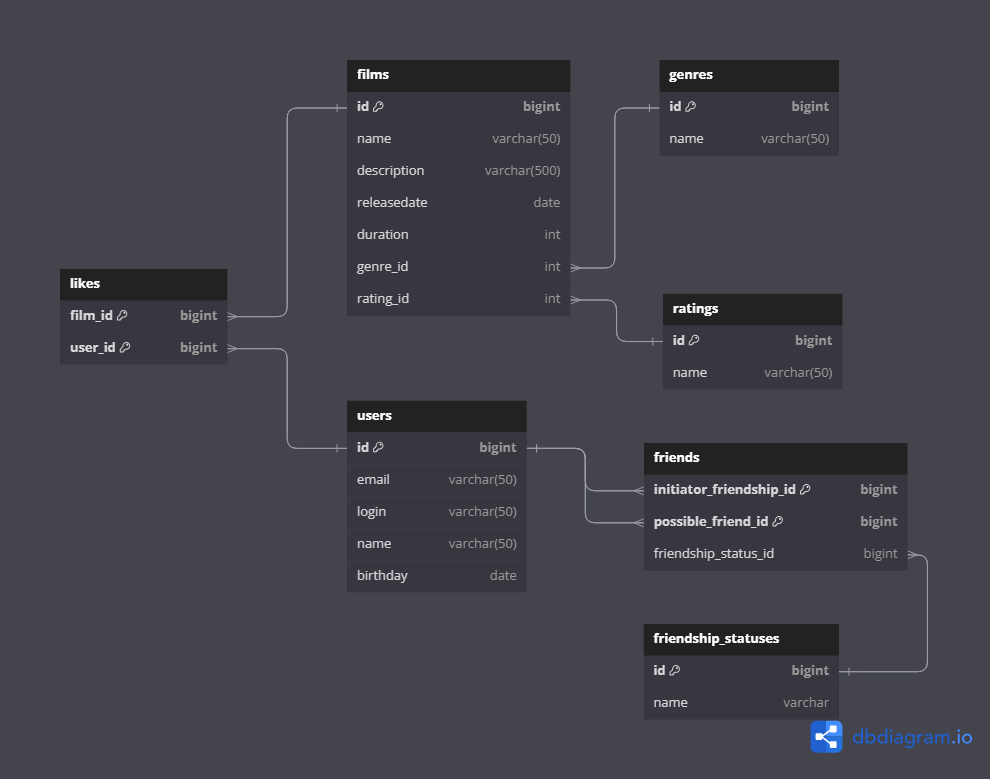 films
id bigint
name varchar(50)
description varchar(500)
releasedate date
duration int
genre_id int
rating_id int
genres
id bigint
name varchar(50)
likes
film_id bigint
user_id bigint
ratings
id bigint
name varchar(50)
users
id bigint
email varchar(50)
login varchar(50)
name varchar(50)
birthday date
friends
initiator_friendship_id bigint
possible_friend_id bigint
friendship_status_id bigint
friendship_statuses
id bigint
name varchar
dbdiagram.io